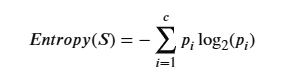 Entropy(S) = − ∑_{i=1}^{c} p_i log_2(p_i)